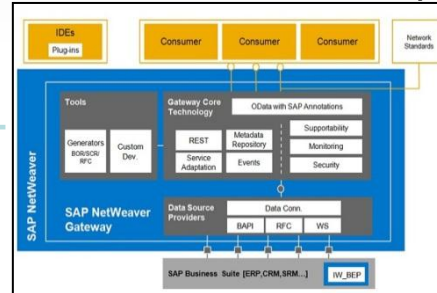 IDEs
Plug-ins
Consumer
Consumer
Consumer
Network
Standards
SAP NetWeaver
Tools
Generators
BOR/SCR/
RFC
Custom
Dev.
Gateway Core
Technology
OData with SAP Annotations
REST
Metadata
Repository
Service
Adaptation
Events
Supportability
Monitoring
Security
SAP NetWeaver
Gateway
Data Source
Providers
Data Conn.
BAPI
RFC
WS
SAP Business Suite [ERP,CRM,SRM...]
IW_BEP